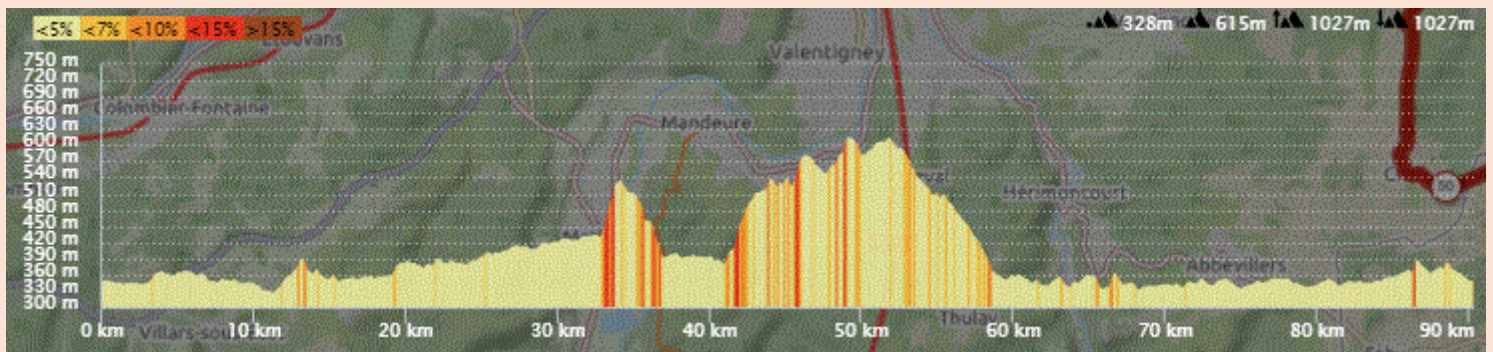 <5% <7% <10% <15% >15%
328m 615m 1027m 1027m
Valentigney
Colombier-Fontaine
Mandeure
Hérimoncourt
Abbévillers
Thulay
750 m
720 m
690 m
660 m
630 m
600 m
570 m
540 m
510 m
480 m
450 m
420 m
390 m
360 m
330 m
300 m
0 km 10 km 20 km 30 km 40 km 50 km 60 km 70 km 80 km 90 km